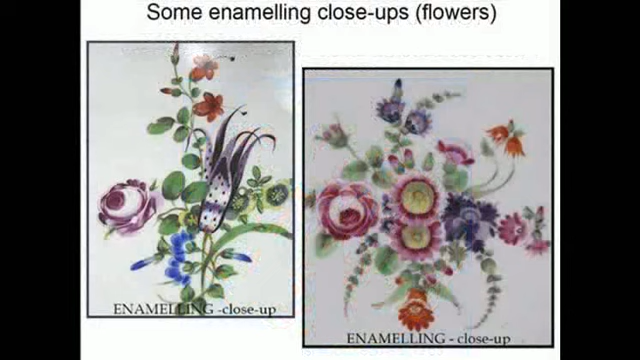 Some enamelling close-ups (flowers)
ENAMELLING -close-up
ENAMELLING - close-up